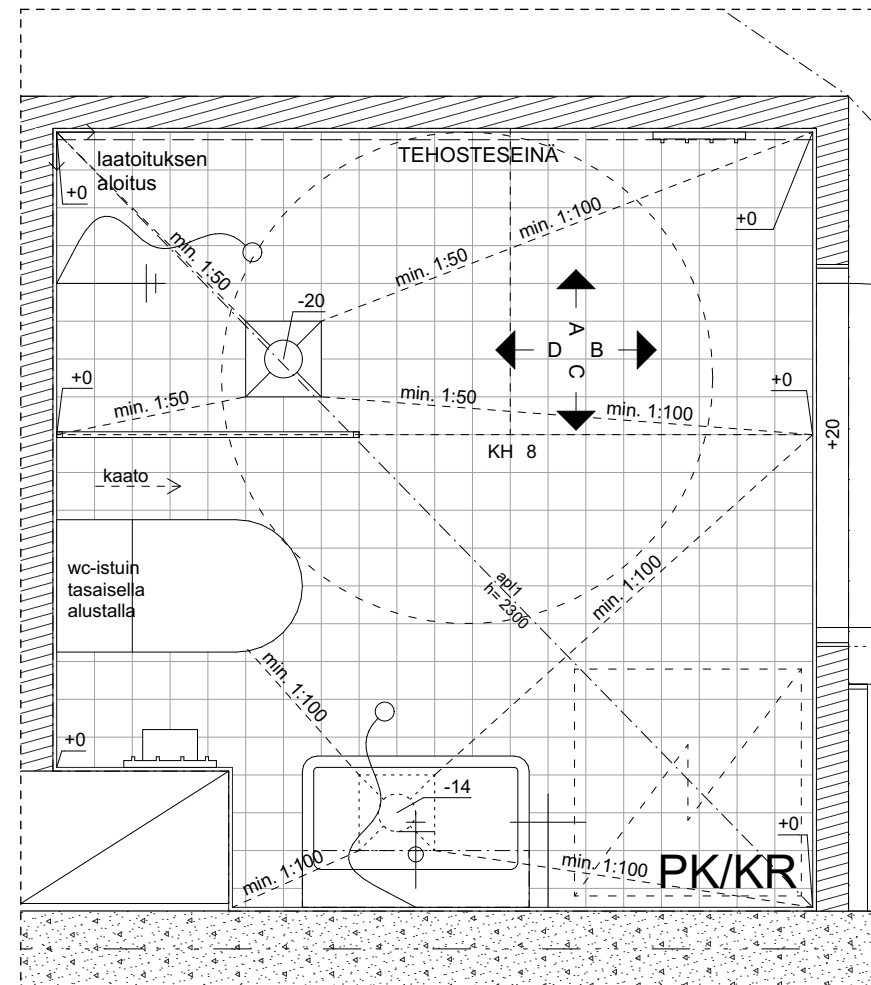 TEHOSTESEINÄ
laatoituksen
aloitus
+0
+0
min. 1:100
min. 1:50
min. 1:50
-20
A
D
B
C
+0
+0
min. 1:50
min. 1:50
min. 1:100
+20
KH 8
kaato
wc-istuin
tasaisella
alustalla
apl1
h= 2300
min. 1:100
min. 1:100
+0
-14
+0
min. 1:100
min. 1:100
PK/KR